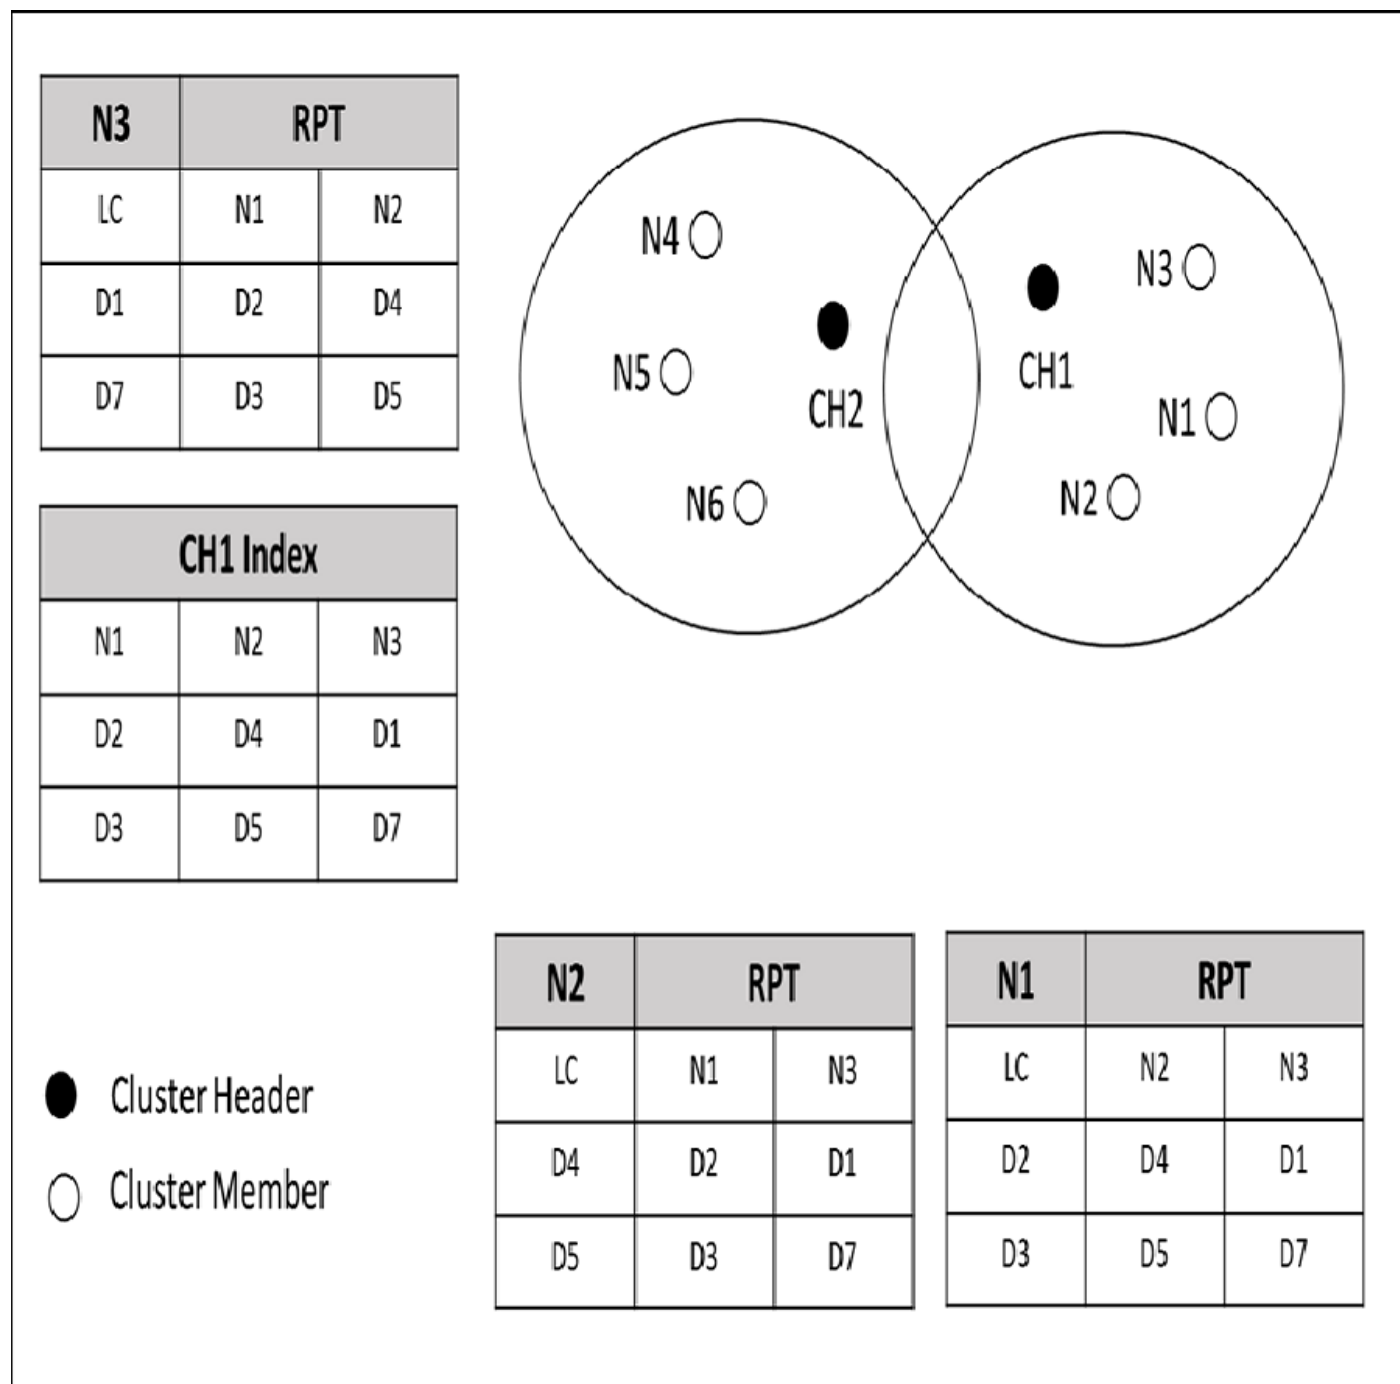 N3 RPT
LC N1 N2
D1 D2 D4
D7 D3 D5
CH1 Index
N1 N2 N3
D2 D4 D1
D3 D5 D7
N4
N5
CH2
N6
N3
CH1
N1
N2
Cluster Header
Cluster Member
N2 RPT
LC N1 N3
D4 D2 D1
D5 D3 D7
N1 RPT
LC N2 N3
D2 D4 D1
D3 D5 D7